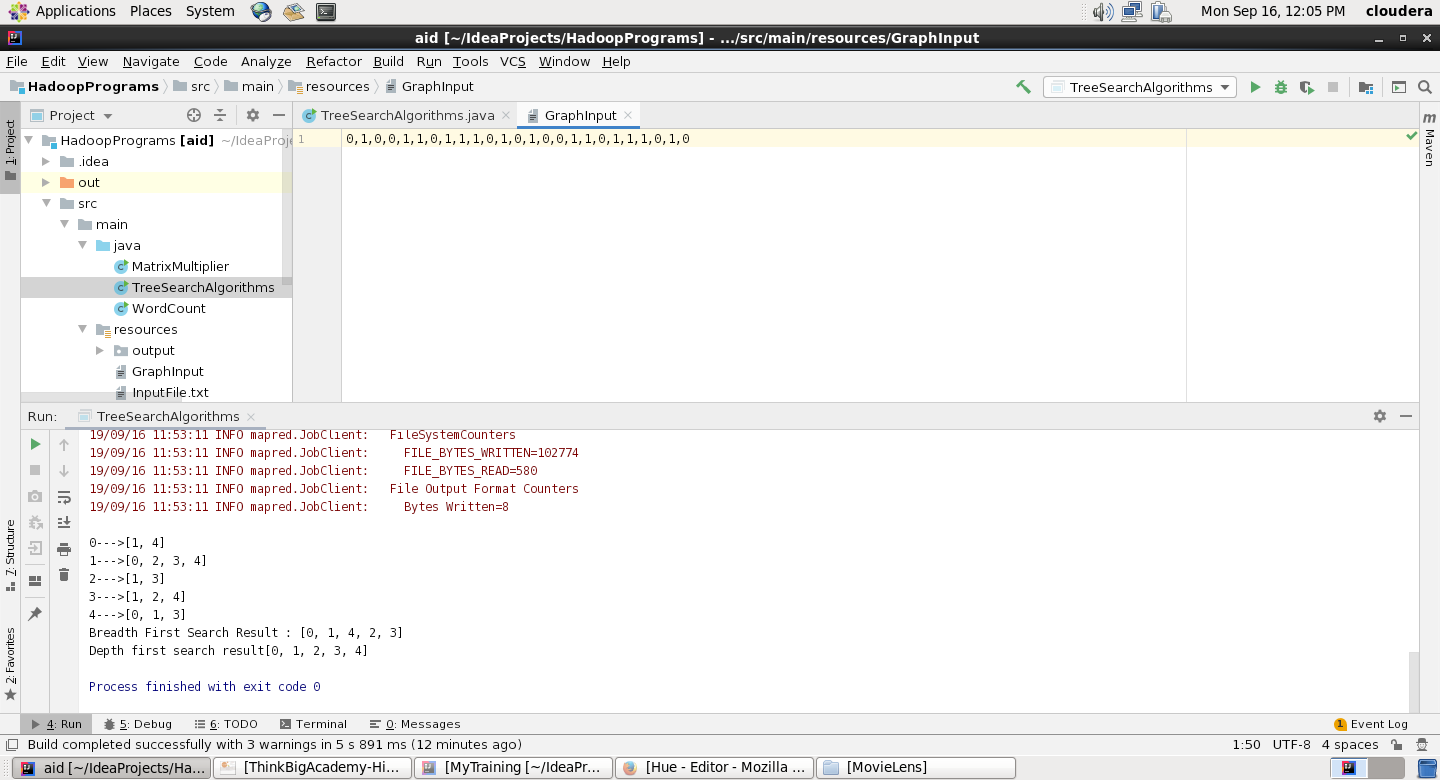 Applications Places System Mon Sep 16, 12:05 PM cloudera
aid [~/IdeaProjects/HadoopPrograms] - .../src/main/resources/GraphInput
File Edit View Navigate Code Analyze Refactor Build Run Tools VCS Window Help
HadoopPrograms src main resources GraphInput TreeSearchAlgorithms
Project TreeSearchAlgorithms.java GraphInput
1: Project
m Maven
HadoopPrograms [aid] ~/IdeaProje
1 0,1,0,0,1,1,0,1,1,1,0,1,0,1,0,0,1,1,0,1,1,1,0,1,0
.idea
out
src
main
java
MatrixMultiplier
TreeSearchAlgorithms
WordCount
resources
output
GraphInput
InputFile.txt
Run: TreeSearchAlgorithms
19/09/16 11:53:11 INFO mapred.JobClient: FileSystemCounters
19/09/16 11:53:11 INFO mapred.JobClient: FILE_BYTES_WRITTEN=102774
19/09/16 11:53:11 INFO mapred.JobClient: FILE_BYTES_READ=580
19/09/16 11:53:11 INFO mapred.JobClient: File Output Format Counters
19/09/16 11:53:11 INFO mapred.JobClient: Bytes Written=8
0--->[1, 4]
1--->[0, 2, 3, 4]
2--->[1, 3]
3--->[1, 2, 4]
4--->[0, 1, 3]
Breadth First Search Result : [0, 1, 4, 2, 3]
Depth first search result[0, 1, 2, 3, 4]
Process finished with exit code 0
7: Structure
2: Favorites
4: Run 5: Debug 6: TODO Terminal 0: Messages 1 Event Log
Build completed successfully with 3 warnings in 5 s 891 ms (12 minutes ago) 1:50 UTF-8 4 spaces
aid [~/IdeaProjects/Ha... [ThinkBigAcademy-Hi... [MyTraining [~/IdeaPr... [Hue - Editor - Mozilla ... [MovieLens]